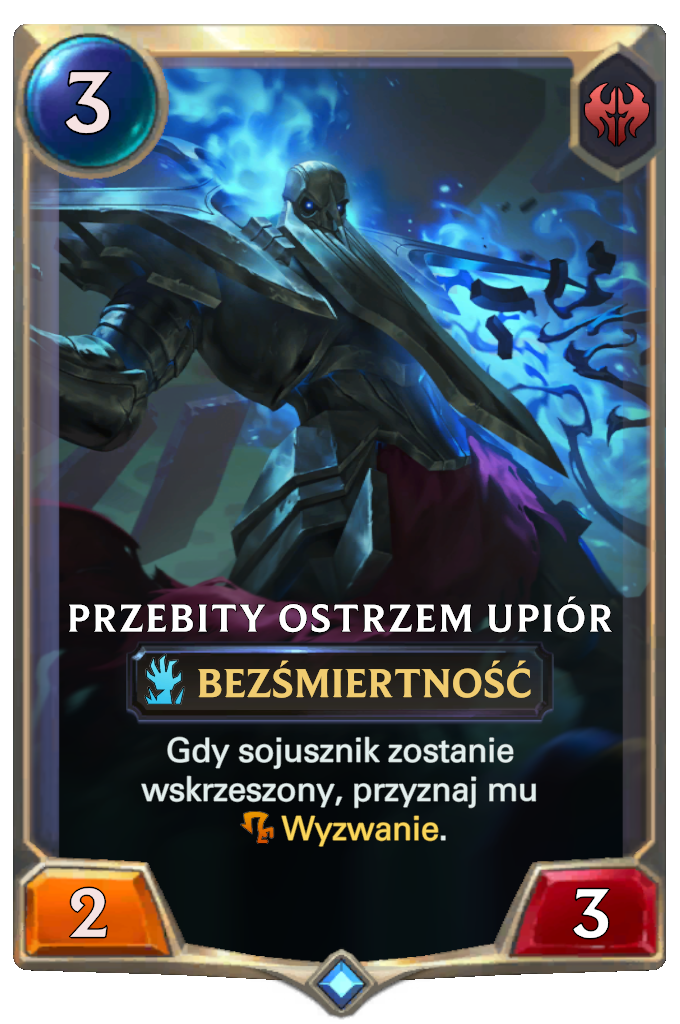 3
PRZEBITY OSTRZEM UPIÓR
BEZŚMIERTNOŚĆ
Gdy sojusznik zostanie
wskrzeszony, przyznaj mu
Wyzwanie.
2
3